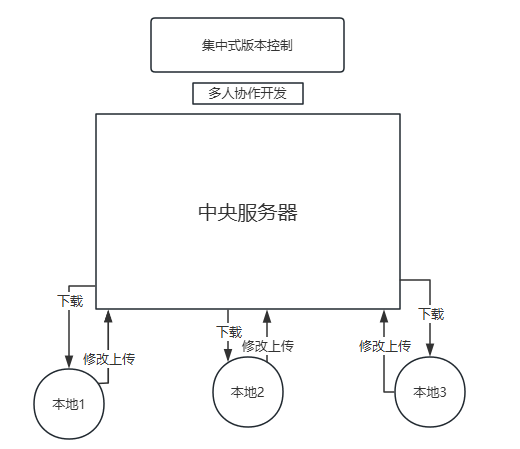 集中式版本控制
多人协作开发
中央服务器
下载
修改上传
下载
修改上传
修改上传
下载
本地1
本地2
本地3